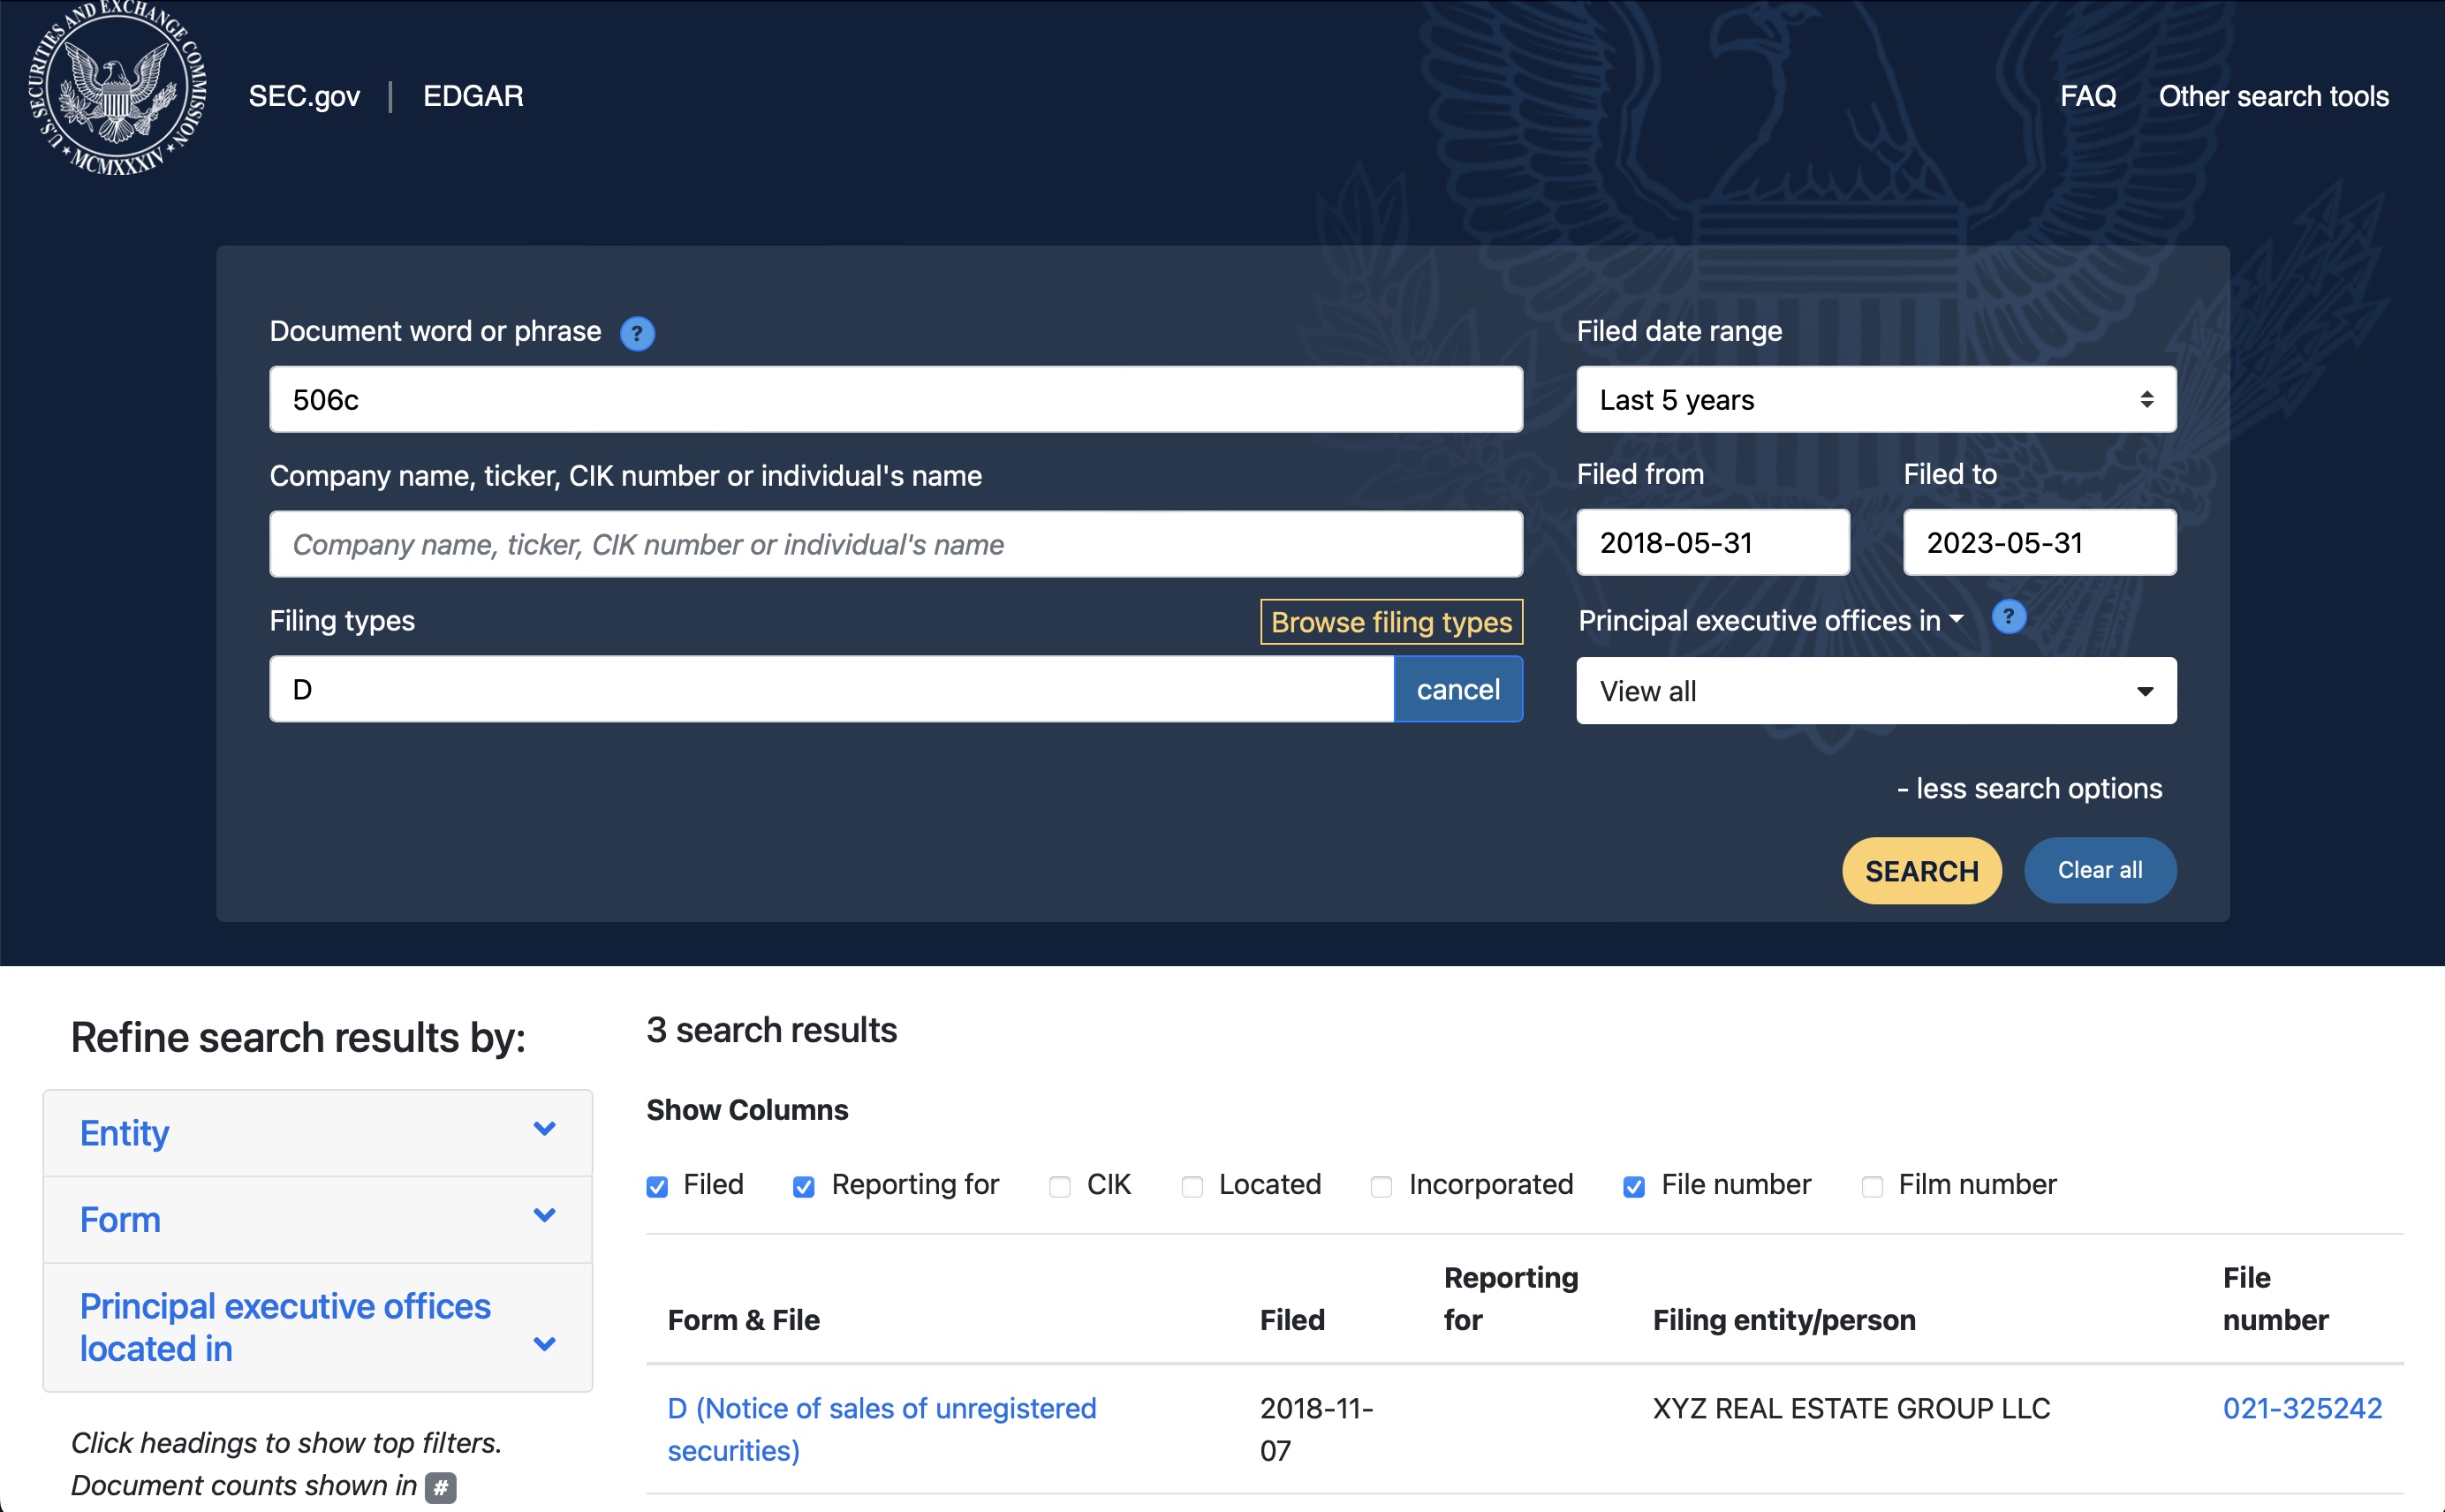 U.S. SECURITIES AND EXCHANGE COMMISSION
MCMXXXIV
SEC.gov | EDGAR
FAQ Other search tools
Document word or phrase ?
506c
Filed date range
Last 5 years
Company name, ticker, CIK number or individual's name
Company name, ticker, CIK number or individual's name
Filed from Filed to
2018-05-31 2023-05-31
Filing types Browse filing types
D cancel
Principal executive offices in ?
View all
- less search options
SEARCH Clear all
Refine search results by:
Entity
Form
Principal executive offices
located in
Click headings to show top filters.
Document counts shown in #
3 search results
Show Columns
Filed Reporting for CIK Located Incorporated File number Film number
Form & File Filed Reporting for Filing entity/person File number
D (Notice of sales of unregistered securities) 2018-11-07 XYZ REAL ESTATE GROUP LLC 021-325242